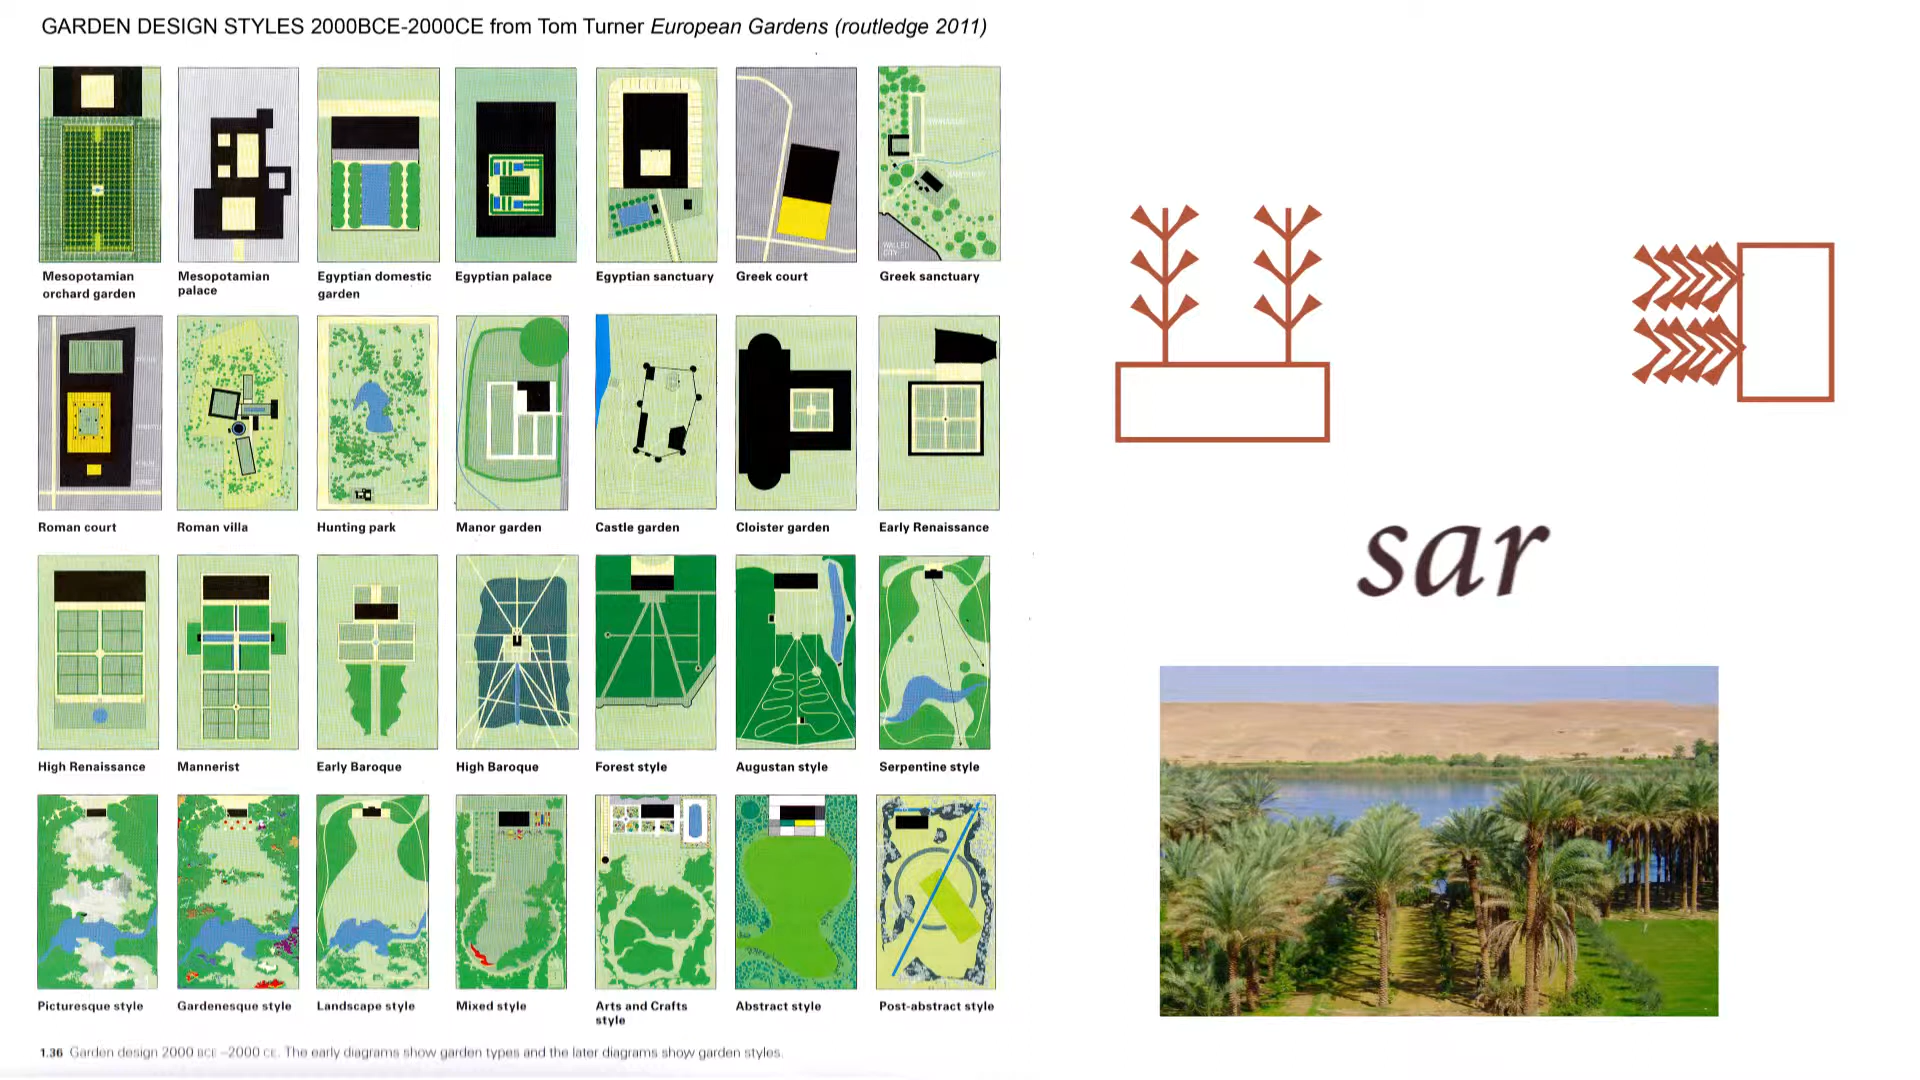 GARDEN DESIGN STYLES 2000BCE-2000CE from Tom Turner European Gardens (routledge 2011)
Mesopotamian orchard garden
Mesopotamian palace
Egyptian domestic garden
Egyptian palace
Egyptian sanctuary
Greek court
Greek sanctuary
WALLED CITY
Roman court
Roman villa
Hunting park
Manor garden
Castle garden
Cloister garden
Early Renaissance
High Renaissance
Mannerist
Early Baroque
High Baroque
Forest style
Augustan style
Serpentine style
Picturesque style
Gardenesque style
Landscape style
Mixed style
Arts and Crafts style
Abstract style
Post-abstract style
1.36 Garden design 2000 BCE –2000 CE. The early diagrams show garden types and the later diagrams show garden styles.
sar